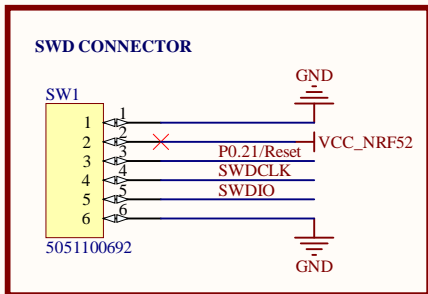 SWD CONNECTOR
GND
SW1
1 1
2 2 VCC_NRF52
3 3 P0.21/Reset
4 4 SWDCLK
5 5 SWDIO
6 6
5051100692
GND